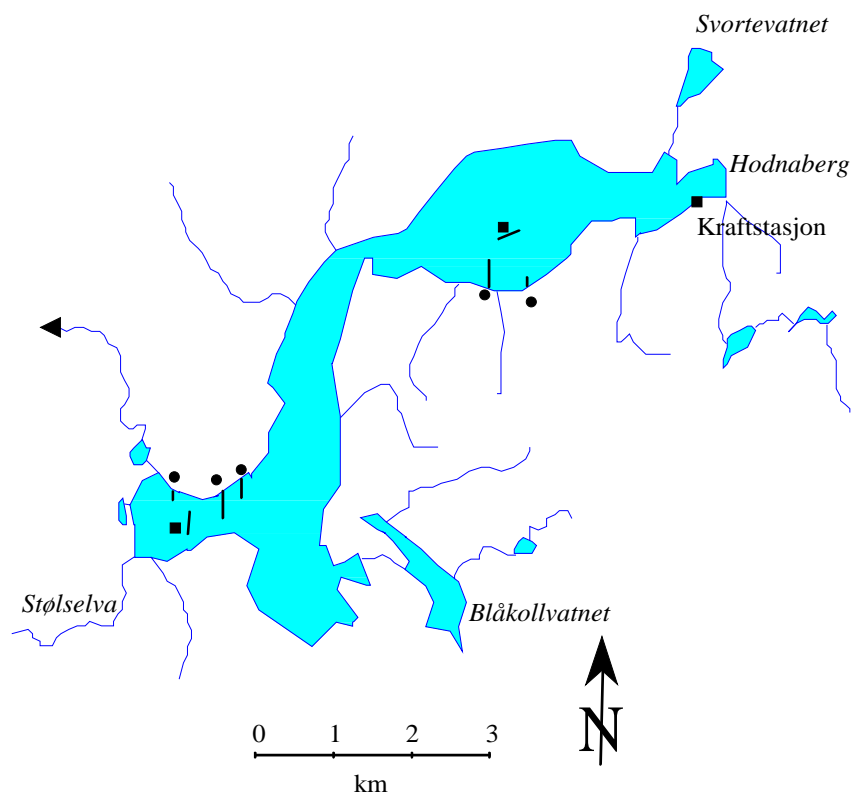 Svortevatnet
Hodnaberg
Kraftstasjon
Stølselva
Blåkollvatnet
0 1 2 3
km
N